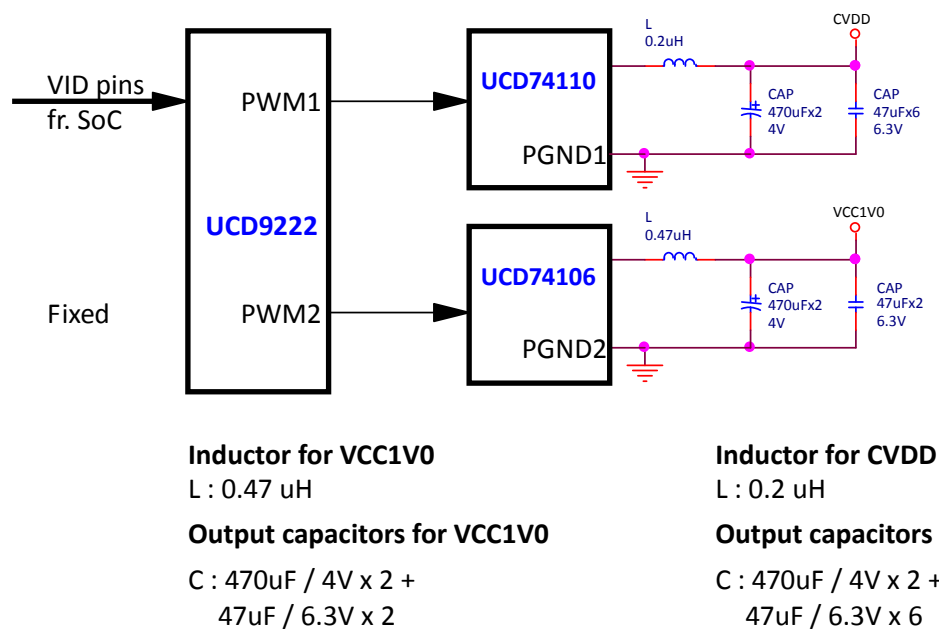 VID pins
fr. SoC
Fixed
PWM1
UCD9222
PWM2
UCD74110
PGND1
L
0.2uH
CVDD
CAP
470uFx2
4V
CAP
47uFx6
6.3V
UCD74106
PGND2
L
0.47uH
VCC1V0
CAP
470uFx2
4V
CAP
47uFx2
6.3V
Inductor for VCC1V0
L : 0.47 uH
Output capacitors for VCC1V0
C : 470uF / 4V x 2 +
47uF / 6.3V x 2
Inductor for CVDD
L : 0.2 uH
Output capacitors
C : 470uF / 4V x 2 +
47uF / 6.3V x 6